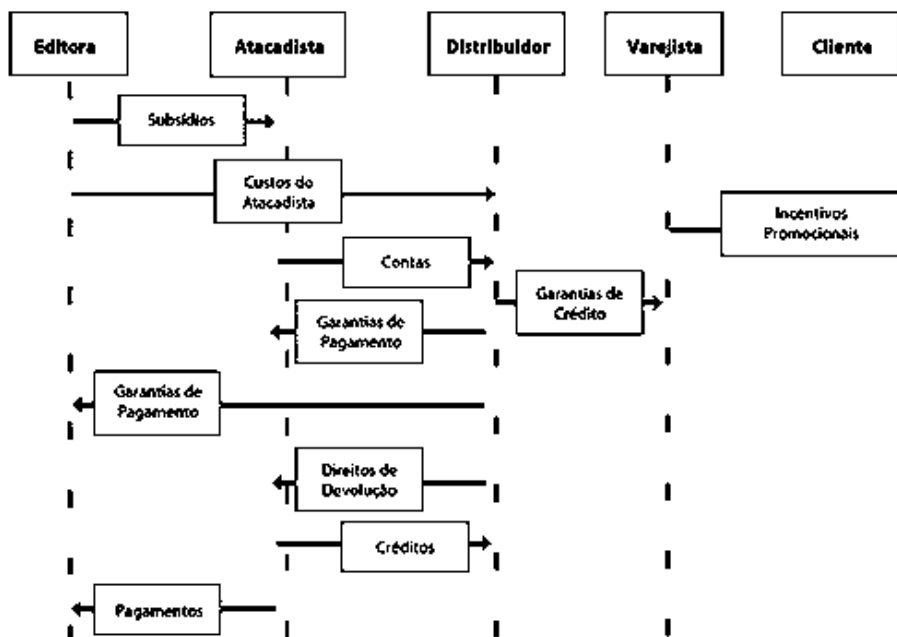 Editora
Atacadista
Distribuidor
Varejista
Cliente
Subsídios
Custos do
Atacadista
Incentivos
Promocionais
Contas
Garantias de
Crédito
Garantias de
Pagamento
Garantias de
Pagamento
Direitos de
Devolução
Créditos
Pagamentos